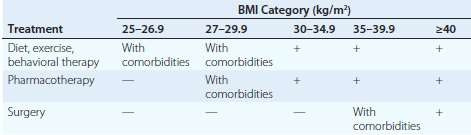 BMI Category (kg/m²)
Treatment 25–26.9 27–29.9 30–34.9 35–39.9 ≥40
Diet, exercise, With With + + +
behavioral therapy comorbidities comorbidities
Pharmacotherapy — With + + +
comorbidities
Surgery — — — With +
comorbidities